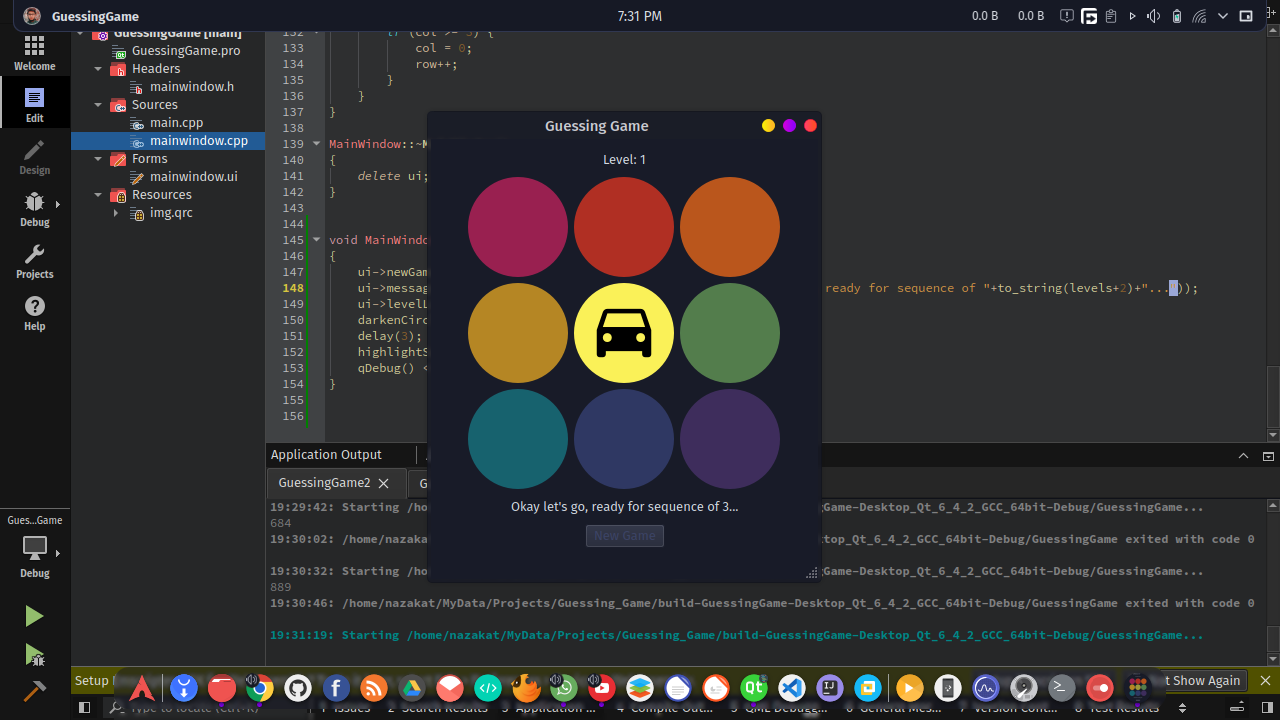 GuessingGame
7:31 PM
0.0 B 0.0 B
Welcome
Edit
Design
Debug
Projects
Help
Gues...Game
Debug
GuessingGame [main]
GuessingGame.pro
Headers
mainwindow.h
Sources
main.cpp
mainwindow.cpp
Forms
mainwindow.ui
Resources
img.qrc
132 if (col >= 3) {
133 col = 0;
134 row++;
135 }
136 }
137 }
138
139 MainWindow::~M
140 {
141 delete ui;
142 }
143
144
145 void MainWindo
146 {
147 ui->newGam
148 ui->messag ready for sequence of "+to_string(levels+2)+"..."));
149 ui->levelL
150 darkenCirc
151 delay(3);
152 highlightS
153 qDebug() <
154 }
155
156
Guessing Game
Level: 1
Okay let's go, ready for sequence of 3...
New Game
Application Output
GuessingGame2 G
19:29:42: Starting /ho Game-Desktop_Qt_6_4_2_GCC_64bit-Debug/GuessingGame...
684
19:30:02: /home/nazaka Qt_6_4_2_GCC_64bit-Debug/GuessingGame exited with code 0
19:30:32: Starting /ho Game-Desktop_Qt_6_4_2_GCC_64bit-Debug/GuessingGame...
889
19:30:46: /home/nazakat/MyData/Projects/Guessing_Game/build-GuessingGame-Desktop_Qt_6_4_2_GCC_64bit-Debug/GuessingGame exited with code 0
19:31:19: Starting /home/nazakat/MyData/Projects/Guessing_Game/build-GuessingGame-Desktop_Qt_6_4_2_GCC_64bit-Debug/GuessingGame...
Setup t Show Again
Type to locate (Ctrl+K) 1 Issues 2 Search Results 3 Application ... 4 Compile Out... 5 QML Debugg... 6 General Mes... 7 Version Cont... 8 Test Results